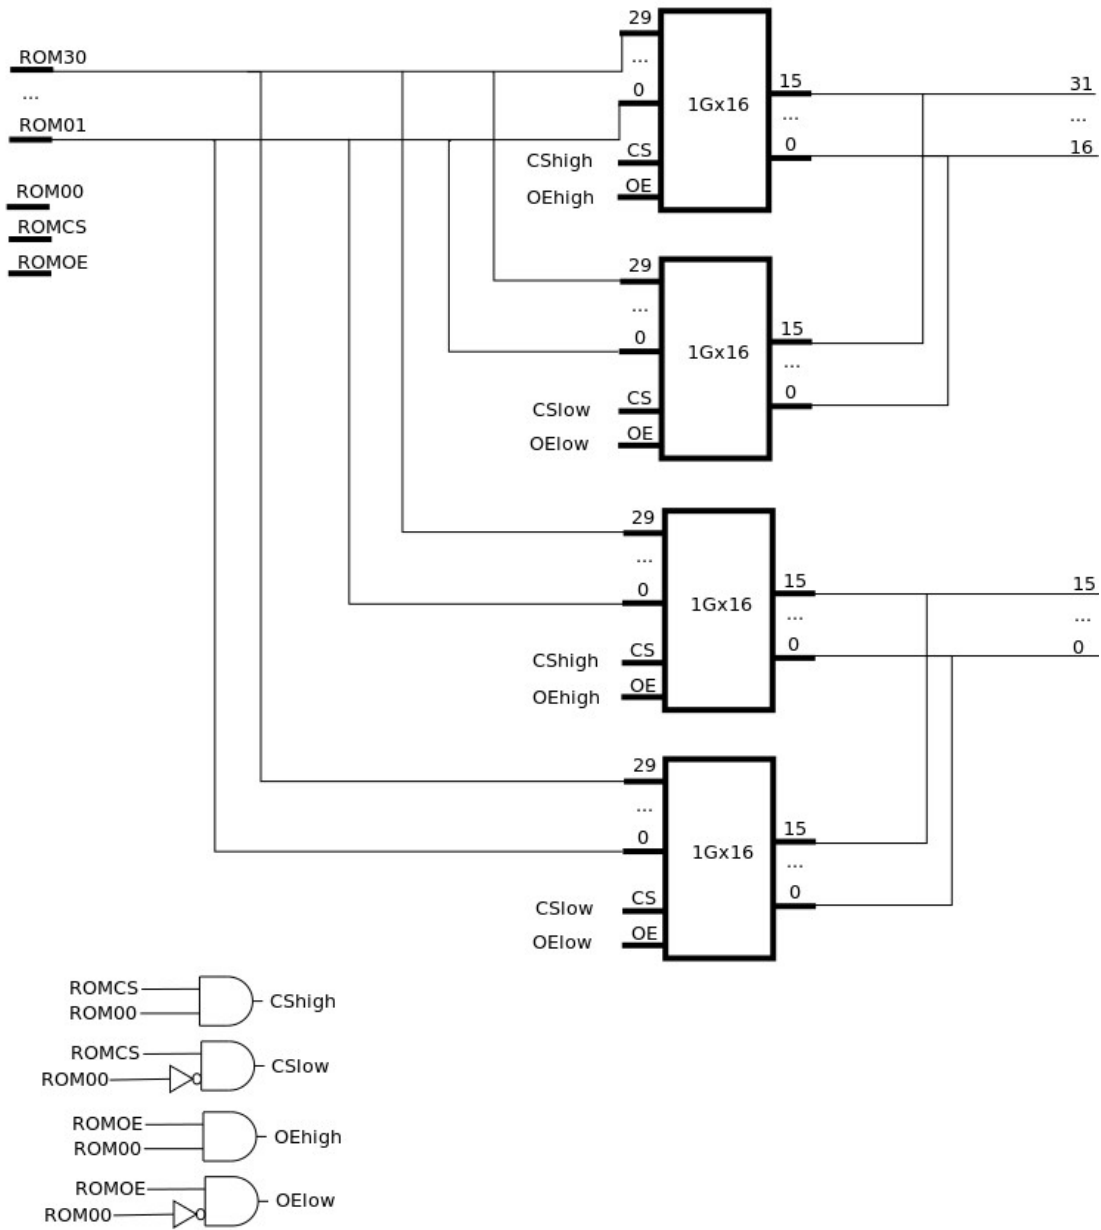 29
ROM30
...
...
15
31
0
1Gx16
ROM01
...
...
0
16
CShigh
CS
OEhigh
OE
ROM00
ROMCS
ROMOE
29
...
15
0
1Gx16
...
0
CSlow
CS
OElow
OE
29
...
15
15
0
1Gx16
...
...
0
0
CShigh
CS
OEhigh
OE
29
...
15
0
1Gx16
...
0
CSlow
CS
OElow
OE
ROMCS
ROM00
CShigh
ROMCS
ROM00
CSlow
ROMOE
ROM00
OEhigh
ROMOE
ROM00
OElow